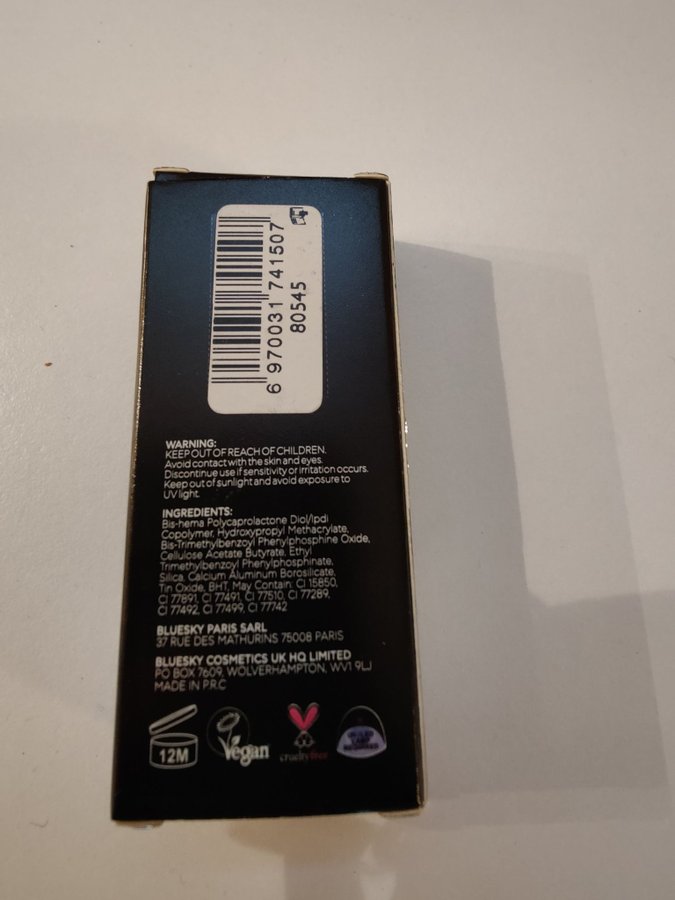 6 970031 741507
80545
WARNING:
KEEP OUT OF REACH OF CHILDREN.
Avoid contact with the skin and eyes.
Discontinue use if sensitivity or irritation occurs.
Keep out of sunlight and avoid exposure to
UV light.
INGREDIENTS:
Bis-hema Polycaprolactone Diol/Ipdi
Copolymer, Hydroxypropyl Methacrylate,
Bis-Trimethylbenzoyl Phenylphosphine Oxide,
Cellulose Acetate Butyrate, Ethyl
Trimethylbenzoyl Phenylphosphinate,
Silica, Calcium Aluminum Borosilicate,
Tin Oxide, BHT, May Contain: CI 15850,
CI 77891, CI 77491, CI 77510, CI 77289,
CI 77492, CI 77499, CI 77742
BLUESKY PARIS SARL
37 RUE DES MATHURINS 75008 PARIS
BLUESKY COSMETICS UK HQ LIMITED
PO BOX 7609, WOLVERHAMPTON, WV1 9LJ
MADE IN P.R.C
12M
Vegan
crueltyfree
UV/LED
LAMP
REQUIRED